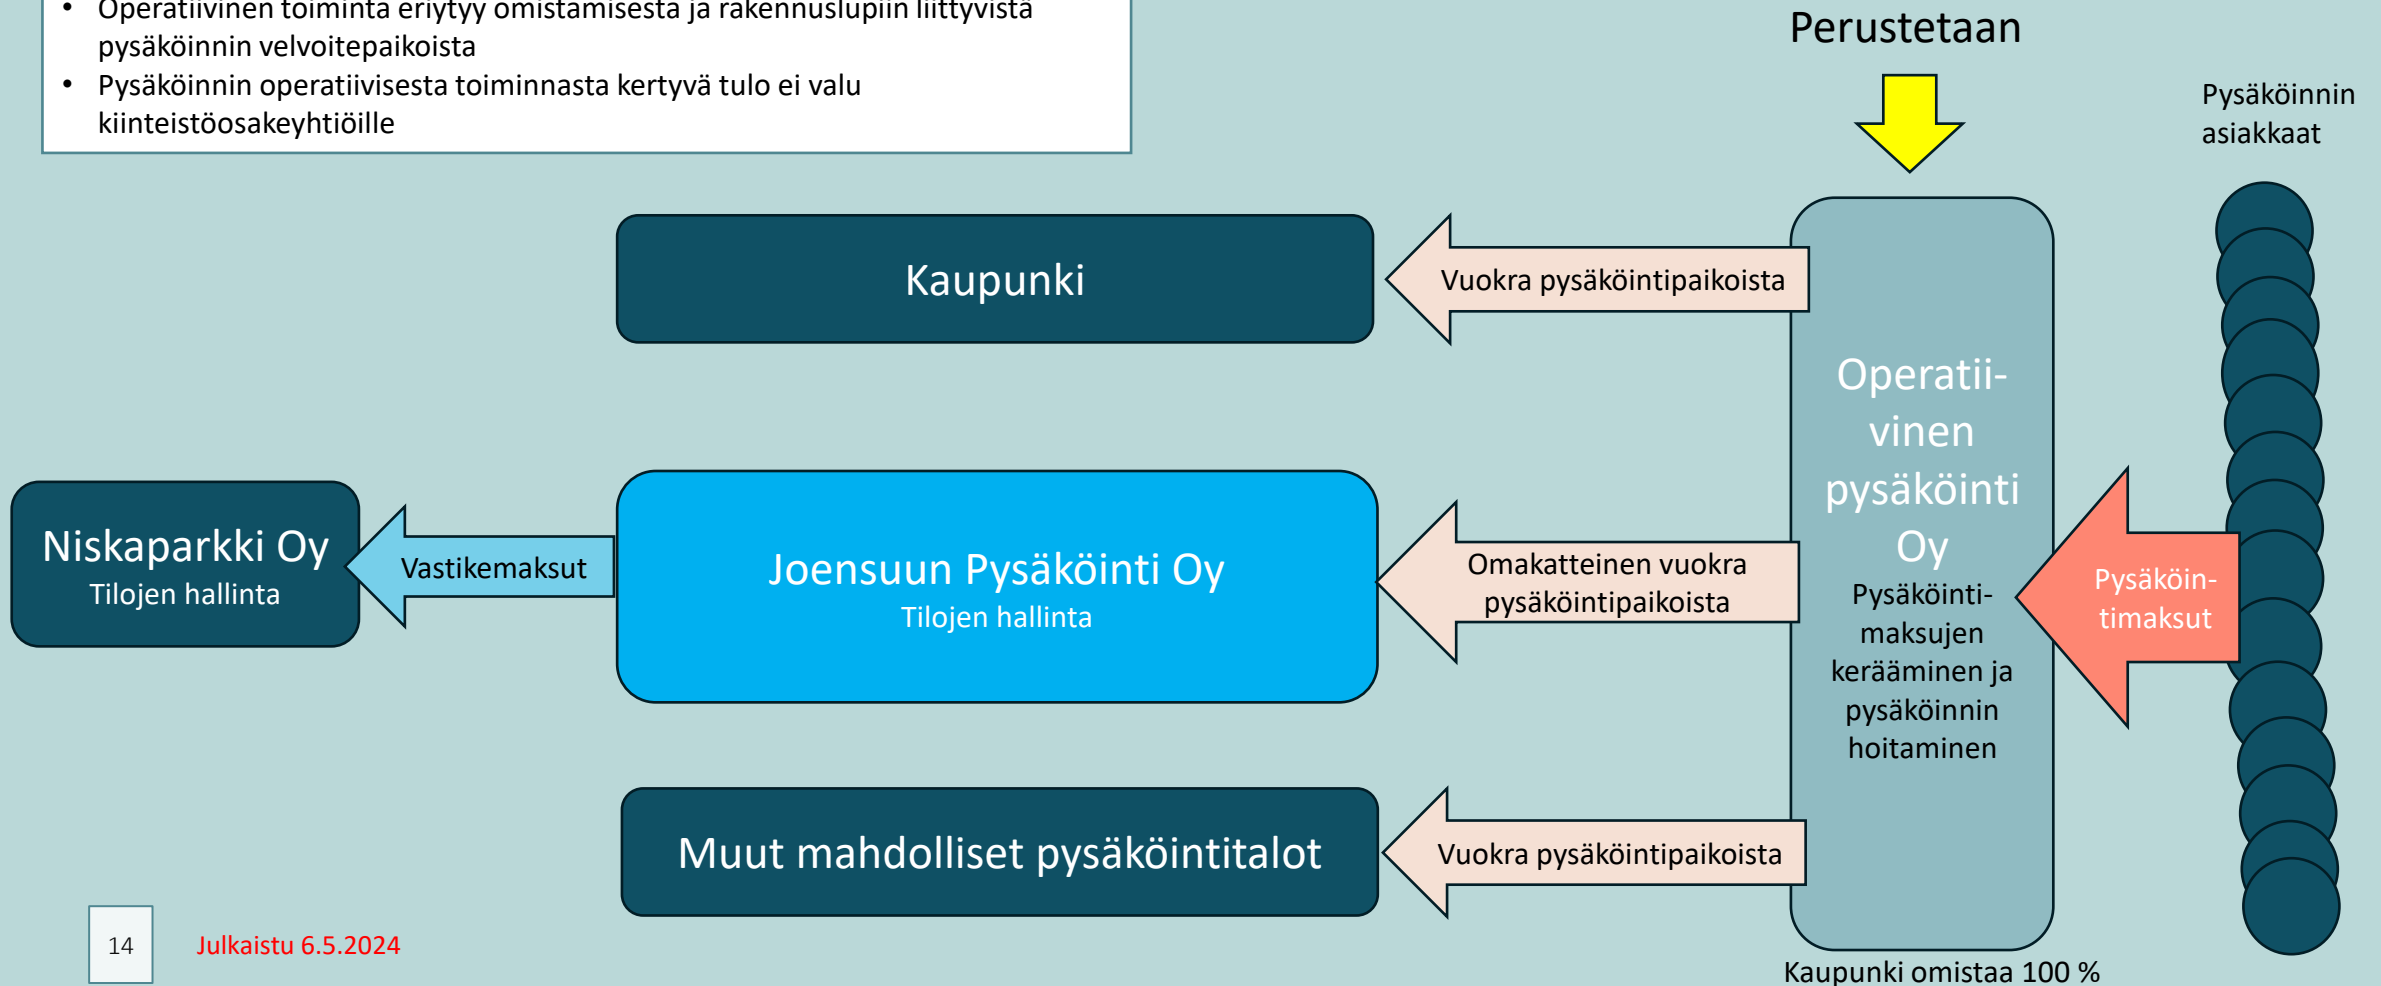 • Operatiivinen toiminta eriytyy omistamisesta ja rakennuslupiin liittyvistä
pysäköinnin velvoitepaikoista
• Pysäköinnin operatiivisesta toiminnasta kertyvä tulo ei valu
kiinteistöosakeyhtiöille
Perustetaan
Pysäköinnin
asiakkaat
Kaupunki
Vuokra pysäköintipaikoista
Operatii-
vinen
pysäköinti
Oy
Pysäköinti-
maksujen
kerääminen ja
pysäköinnin
hoitaminen
Niskaparkki Oy
Tilojen hallinta
Vastikemaksut
Joensuun Pysäköinti Oy
Tilojen hallinta
Omakatteinen vuokra
pysäköintipaikoista
Pysäköin-
timaksut
Muut mahdolliset pysäköintitalot
Vuokra pysäköintipaikoista
14
Julkaistu 6.5.2024
Kaupunki omistaa 100 %